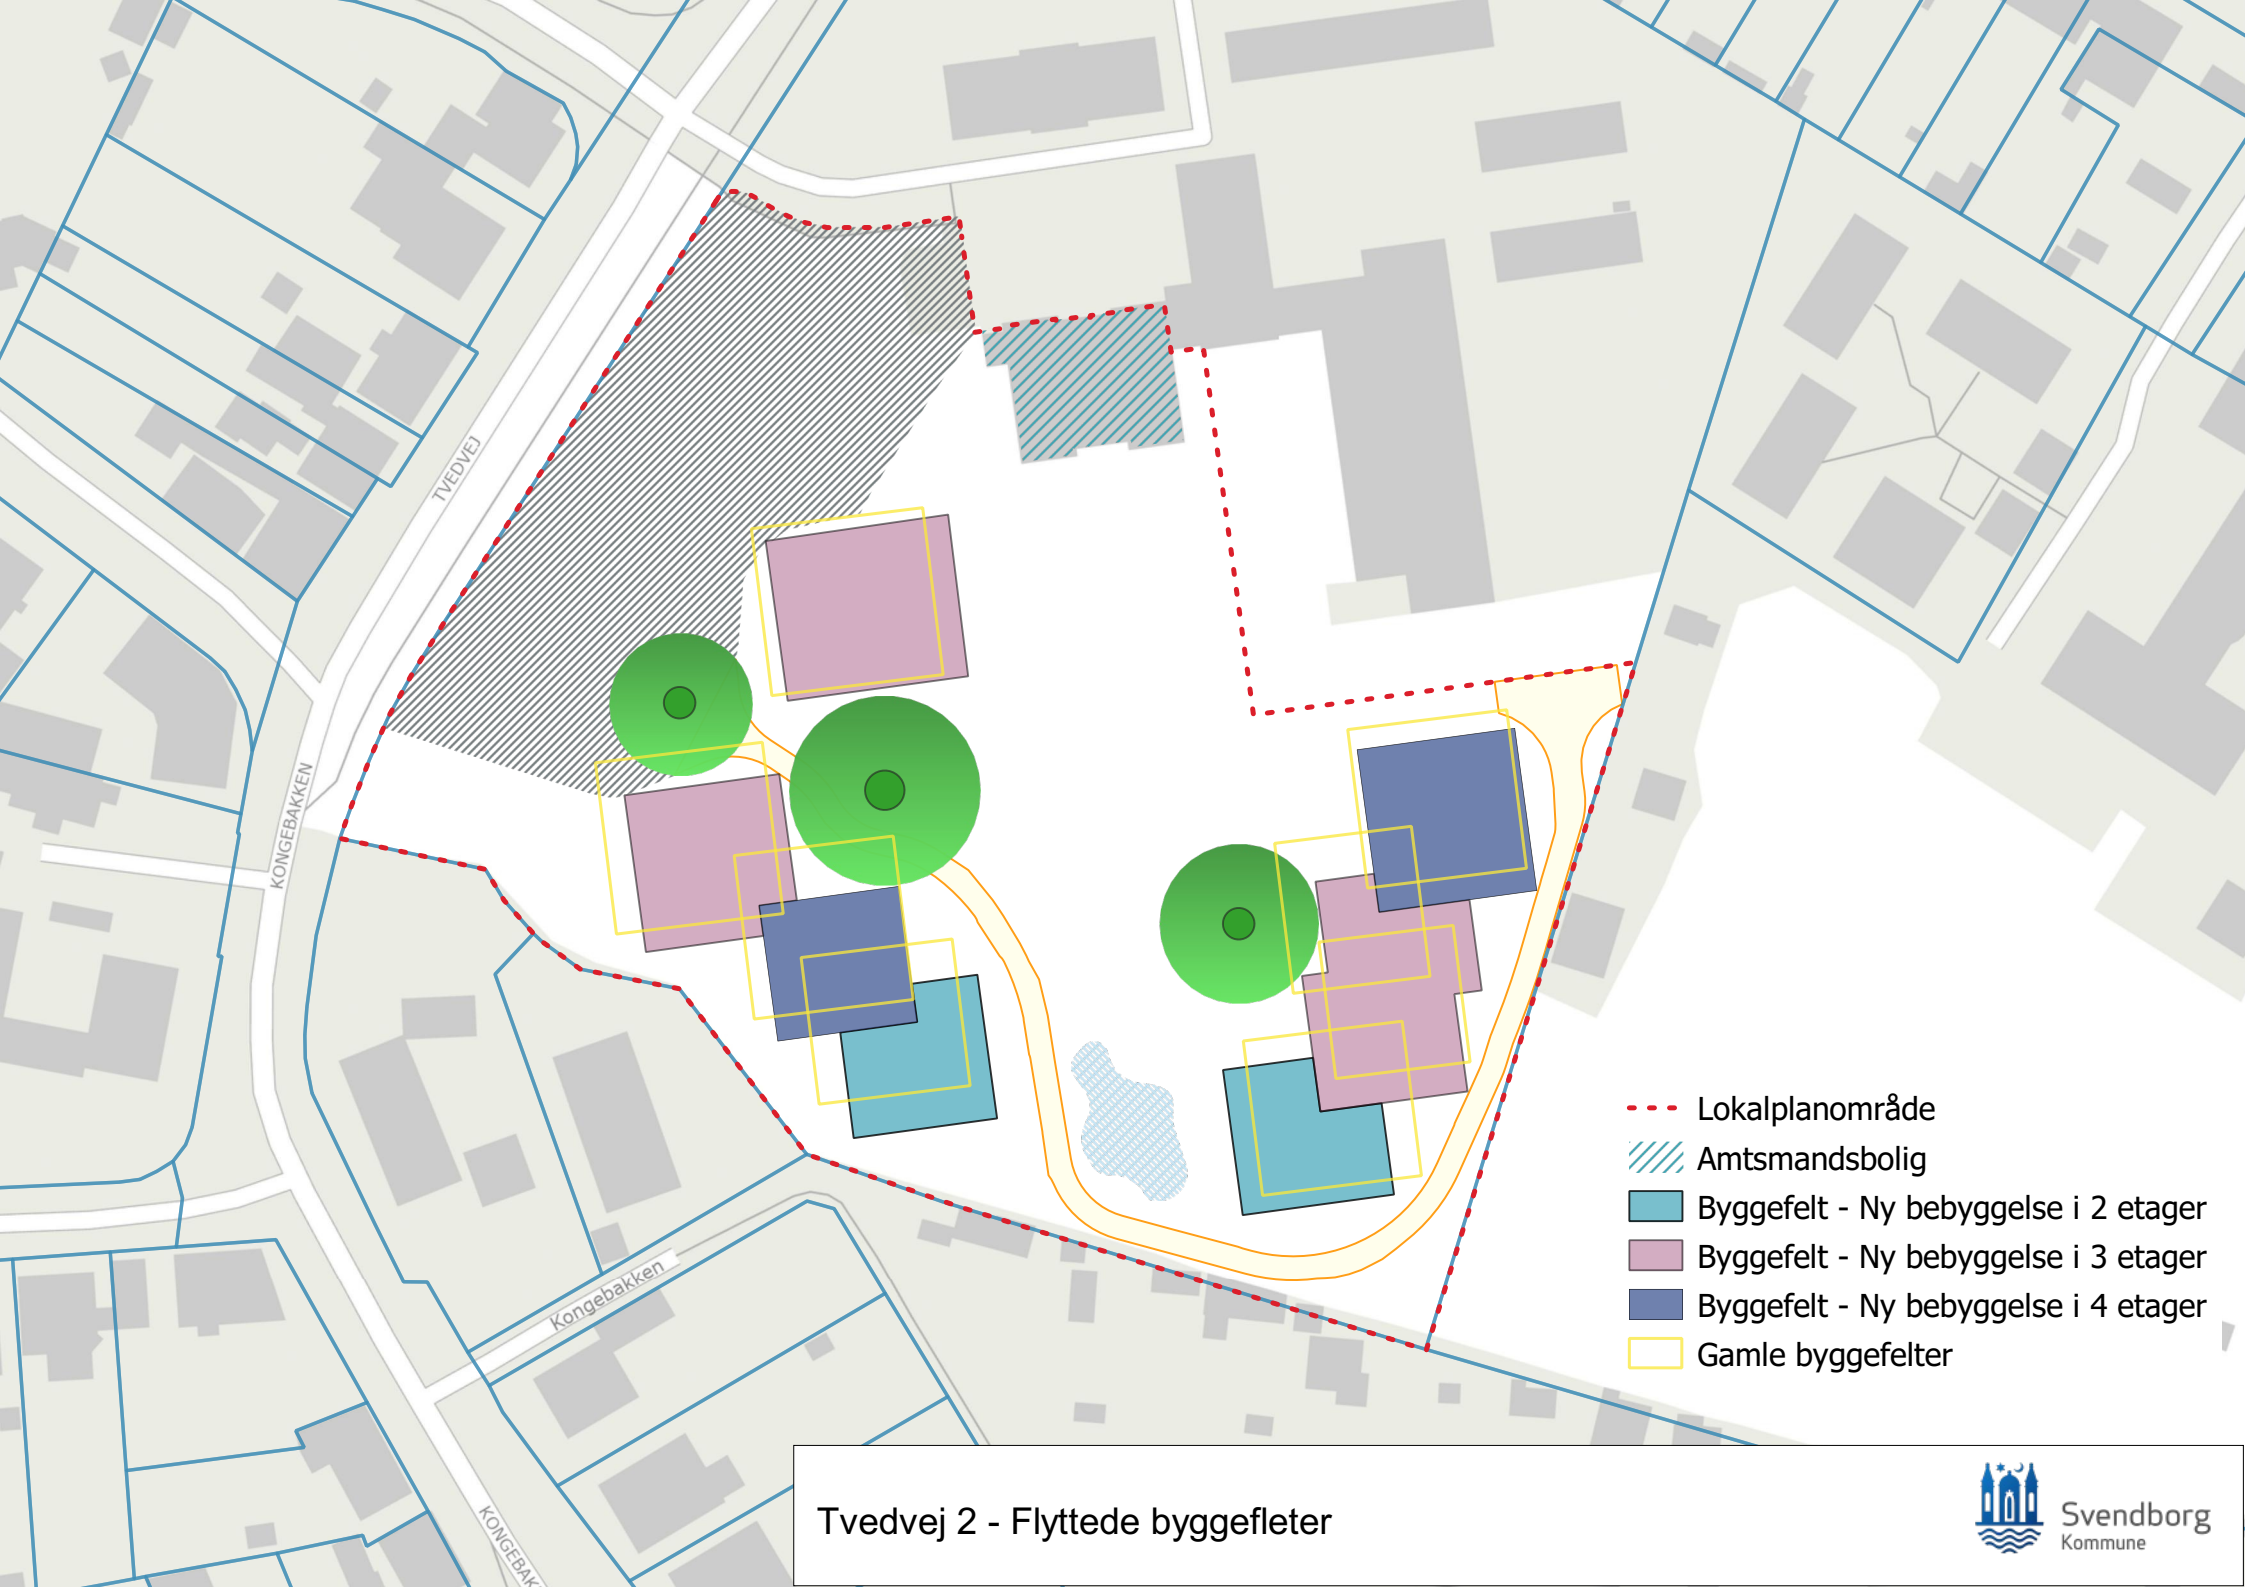 TVEDVEJ
KONGEBAKKEN
Kongebakken
KONGEBAK
Lokalplanområde
Amtsmandsbolig
Byggefelt - Ny bebyggelse i 2 etager
Byggefelt - Ny bebyggelse i 3 etager
Byggefelt - Ny bebyggelse i 4 etager
Gamle byggefelter
Tvedvej 2 - Flyttede byggefleter
Svendborg
Kommune